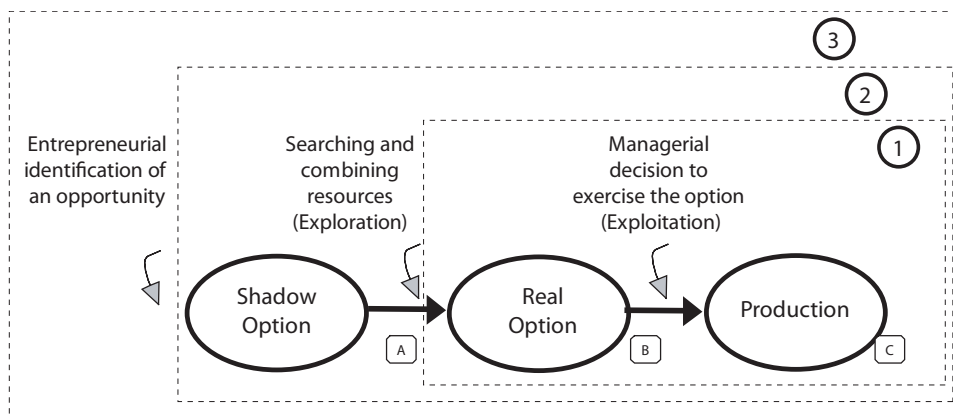 3
2
1
Entrepreneurial
identification of
an opportunity
Searching and
combining
resources
(Exploration)
Managerial
decision to
exercise the option
(Exploitation)
Shadow
Option
Real
Option
Production
A
B
C